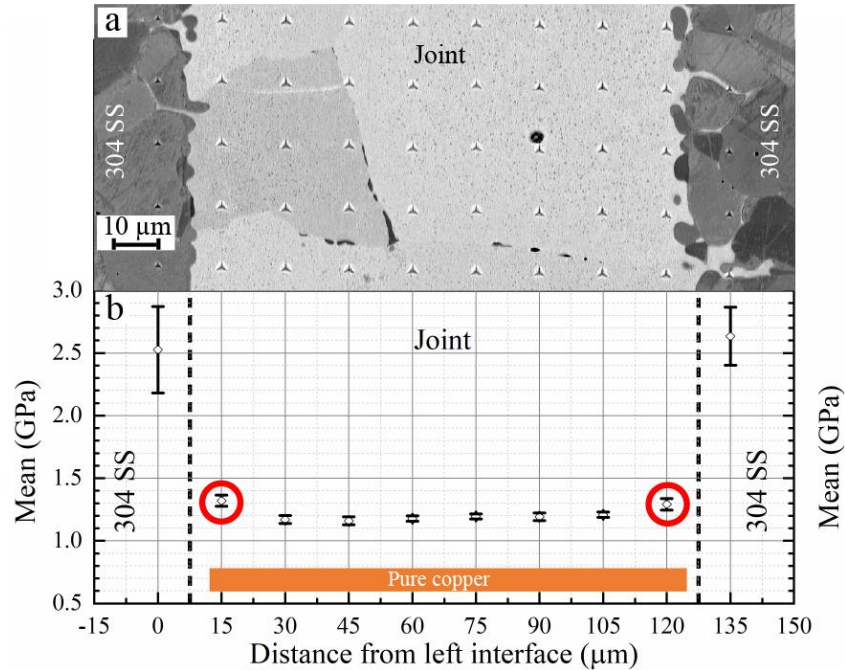 a
Joint
304 SS
304 SS
10 µm
b
Joint
3.0
2.5
2.0
1.5
1.0
0.5
Mean (GPa)
304 SS
304 SS
Mean (GPa)
Pure copper
-15 0 15 30 45 60 75 90 105 120 135 150
Distance from left interface (µm)